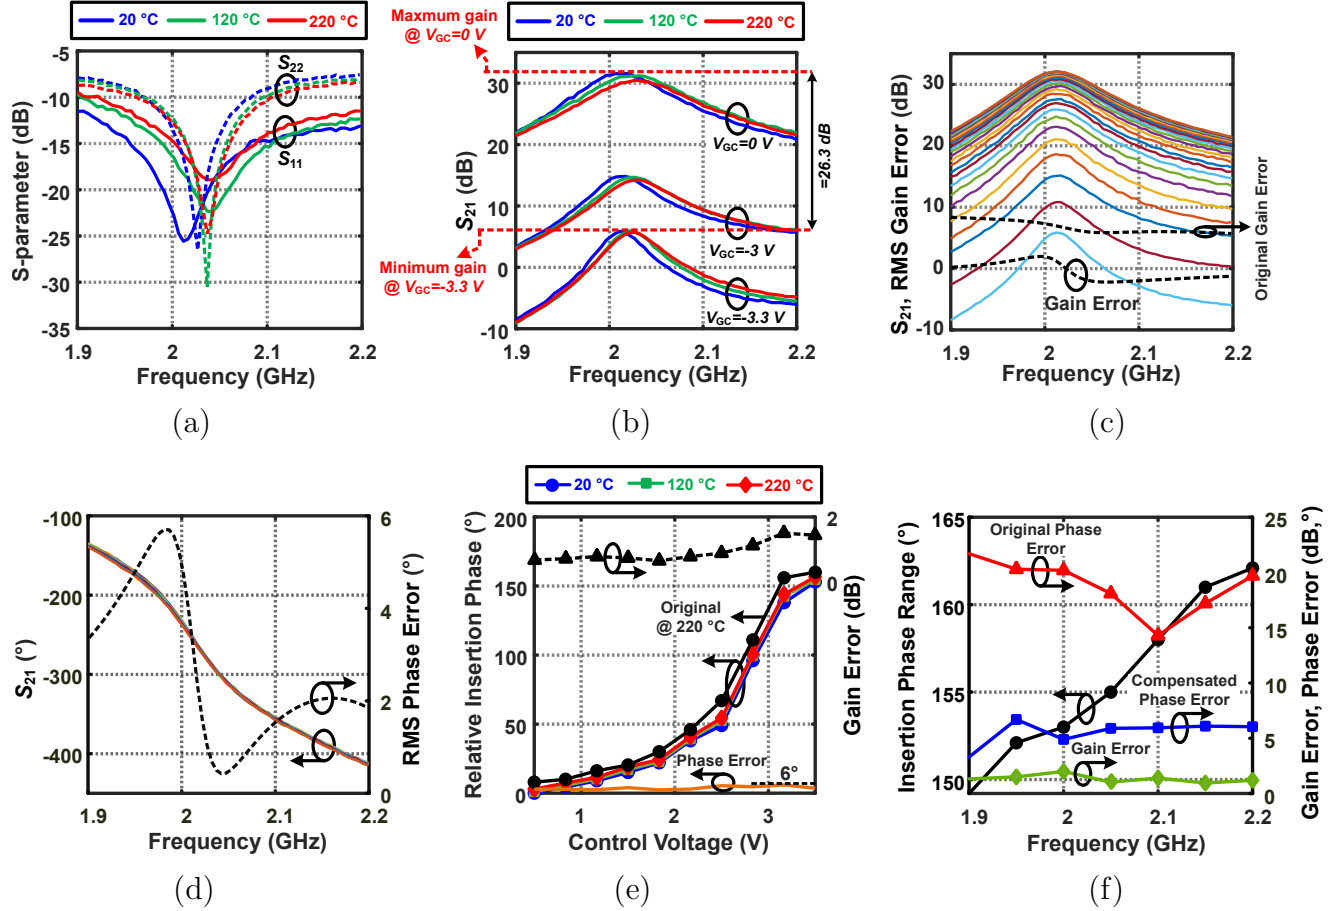 20 °C 120 °C 220 °C
-5
-10
-15
-20
-25
-30
-35
1.9 2 2.1 2.2
S-parameter (dB)
Frequency (GHz)
S22
S11
(a)
Maxmum gain
@ VGC=0 V
20 °C 120 °C 220 °C
30
20
10
0
-10
1.9 2 2.1 2.2
S21 (dB)
Frequency (GHz)
VGC=0 V
VGC=-3 V
VGC=-3.3 V
=26.3 dB
Minimum gain
@ VGC=-3.3 V
(b)
30
20
10
0
-10
1.9 2 2.1 2.2
S21, RMS Gain Error (dB)
Frequency (GHz)
Gain Error
Original Gain Error
(c)
-100
-200
-300
-400
1.9 2 2.1 2.2
6
4
2
0
S21 (°)
RMS Phase Error (°)
Frequency (GHz)
(d)
20 °C 120 °C 220 °C
200
150
100
50
0
0 1 2 3
2
0
Relative Insertion Phase (°)
Gain Error (dB)
Control Voltage (V)
Original
@ 220 °C
Phase Error
6°
(e)
165
162
159
156
153
150
1.9 2 2.1 2.2
25
20
15
10
5
0
Insertion Phase Range (°)
Gain Error, Phase Error (dB,°)
Frequency (GHz)
Original Phase
Error
Compensated
Phase Error
Gain Error
(f)